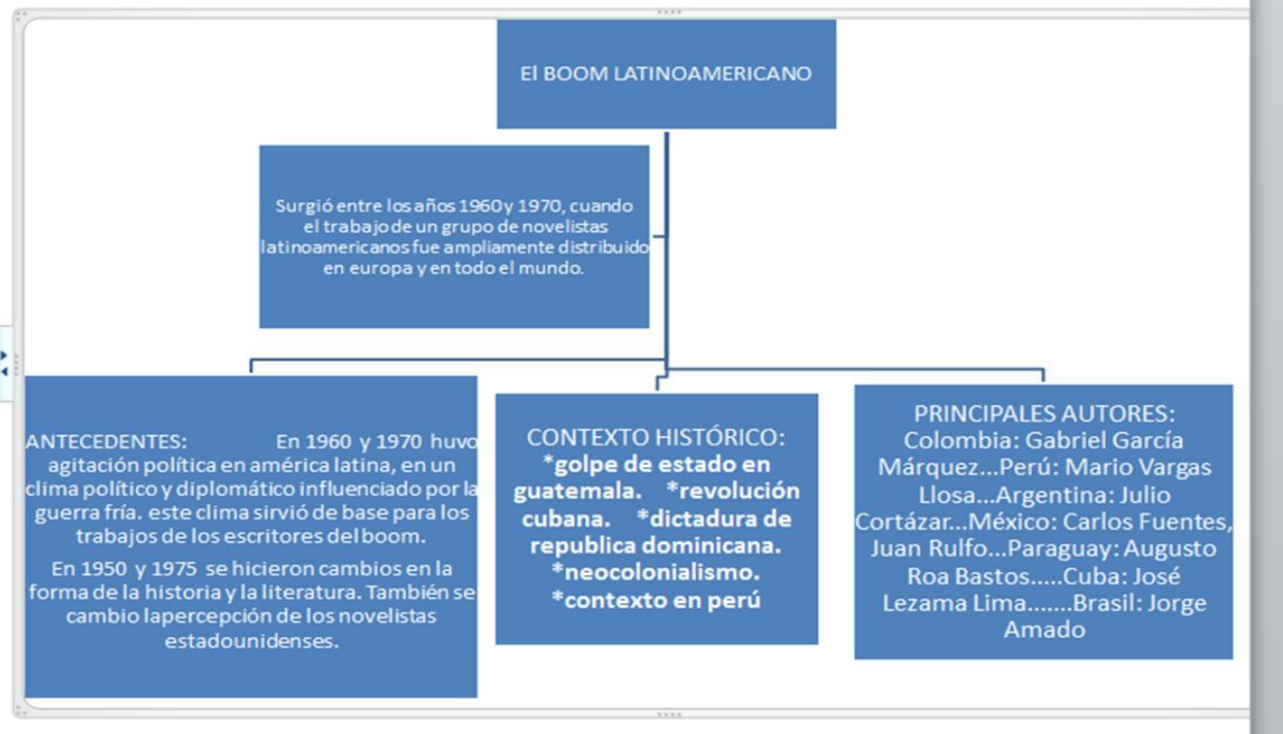 El BOOM LATINOAMERICANO
Surgió entre los años 1960 y 1970, cuando
el trabajo de un grupo de novelistas
latinoamericanos fue ampliamente distribuido
en europa y en todo el mundo.
ANTECEDENTES: En 1960 y 1970 huvo
agitación política en américa latina, en un
clima político y diplomático influenciado por la
guerra fría. este clima sirvió de base para los
trabajos de los escritores del boom.
En 1950 y 1975 se hicieron cambios en la
forma de la historia y la literatura. También se
cambio lapercepción de los novelistas
estadounidenses.
CONTEXTO HISTÓRICO:
*golpe de estado en
guatemala. *revolución
cubana. *dictadura de
republica dominicana.
*neocolonialismo.
*contexto en perú
PRINCIPALES AUTORES:
Colombia: Gabriel García
Márquez...Perú: Mario Vargas
Llosa...Argentina: Julio
Cortázar...México: Carlos Fuentes,
Juan Rulfo...Paraguay: Augusto
Roa Bastos.....Cuba: José
Lezama Lima.......Brasil: Jorge
Amado